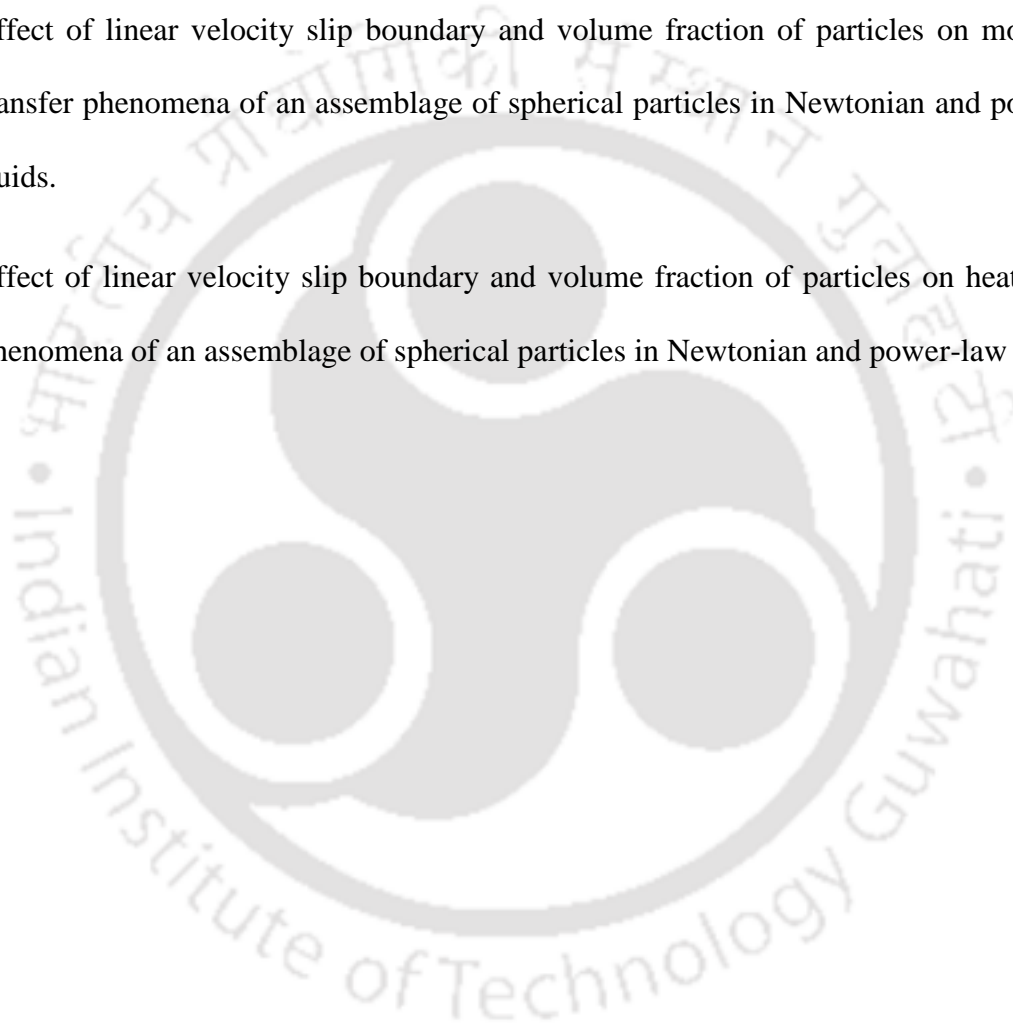 ffect of linear velocity slip boundary and volume fraction of particles on mo
ransfer phenomena of an assemblage of spherical particles in Newtonian and po
uids.
ffect of linear velocity slip boundary and volume fraction of particles on heat
henomena of an assemblage of spherical particles in Newtonian and power-law
भारतीय प्रौद्योगिकी संस्थान गुवाहाटी
• Indian Institute of Technology Guwahati •